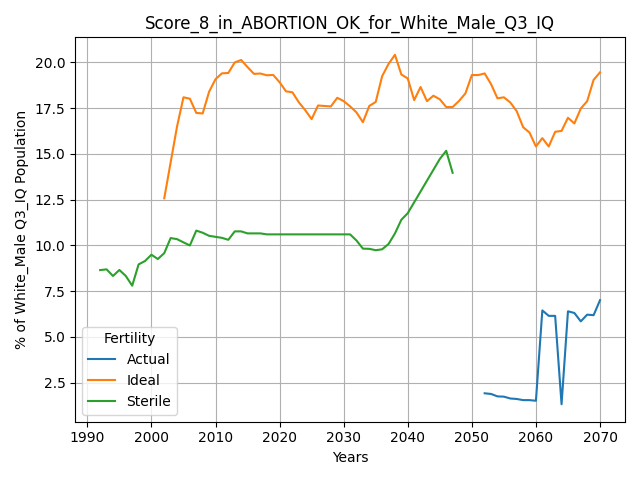 Score_8_in_ABORTION_OK_for_White_Male_Q3_IQ
% of White_Male Q3_IQ Population
20.0
17.5
15.0
12.5
10.0
7.5
5.0
2.5
Fertility
Actual
Ideal
Sterile
1990 2000 2010 2020 2030 2040 2050 2060 2070
Years